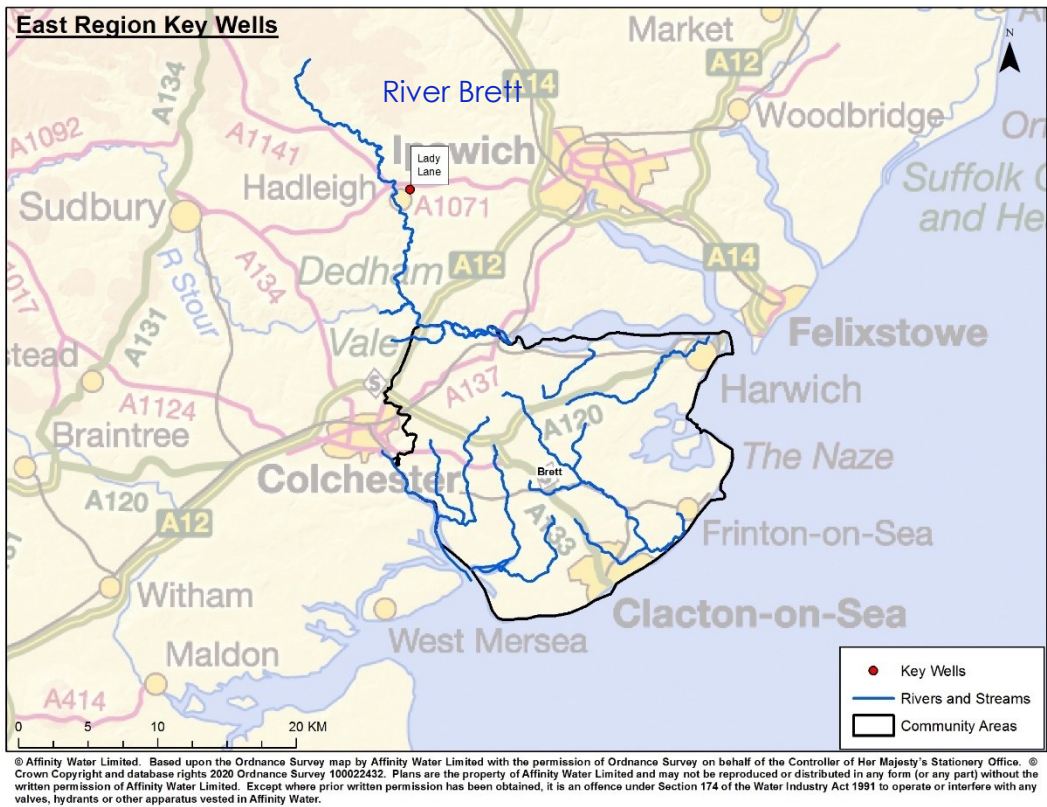 East Region Key Wells
Market
A12
N
A134
River Brett
A14
Woodbridge
A1092
A1141
Ipswich
Lady
Lane
Hadleigh
A1071
Suffolk C
and He
Sudbury
R Stour
A134
Dedham
A12
A14
1017
A131
Vale
Felixstowe
stead
S
A137
Harwich
A1124
A120
Braintree
The Naze
Colchester
Brett
A120
A12
A133
Frinton-on-Sea
Witham
Clacton-on-Sea
West Mersea
Maldon
A414
Key Wells
Rivers and Streams
Community Areas
0 5 10 20 KM
© Affinity Water Limited. Based upon the Ordnance Survey map by Affinity Water Limited with the permission of Ordnance Survey on behalf of the Controller of Her Majesty's Stationery Office. ©
Crown Copyright and database rights 2020 Ordnance Survey 100022432. Plans are the property of Affinity Water Limited and may not be reproduced or distributed in any form (or any part) without the
written permission of Affinity Water Limited. Except where prior written permission has been obtained, it is an offence under Section 174 of the Water Industry Act 1991 to operate or interfere with any
valves, hydrants or other apparatus vested in Affinity Water.